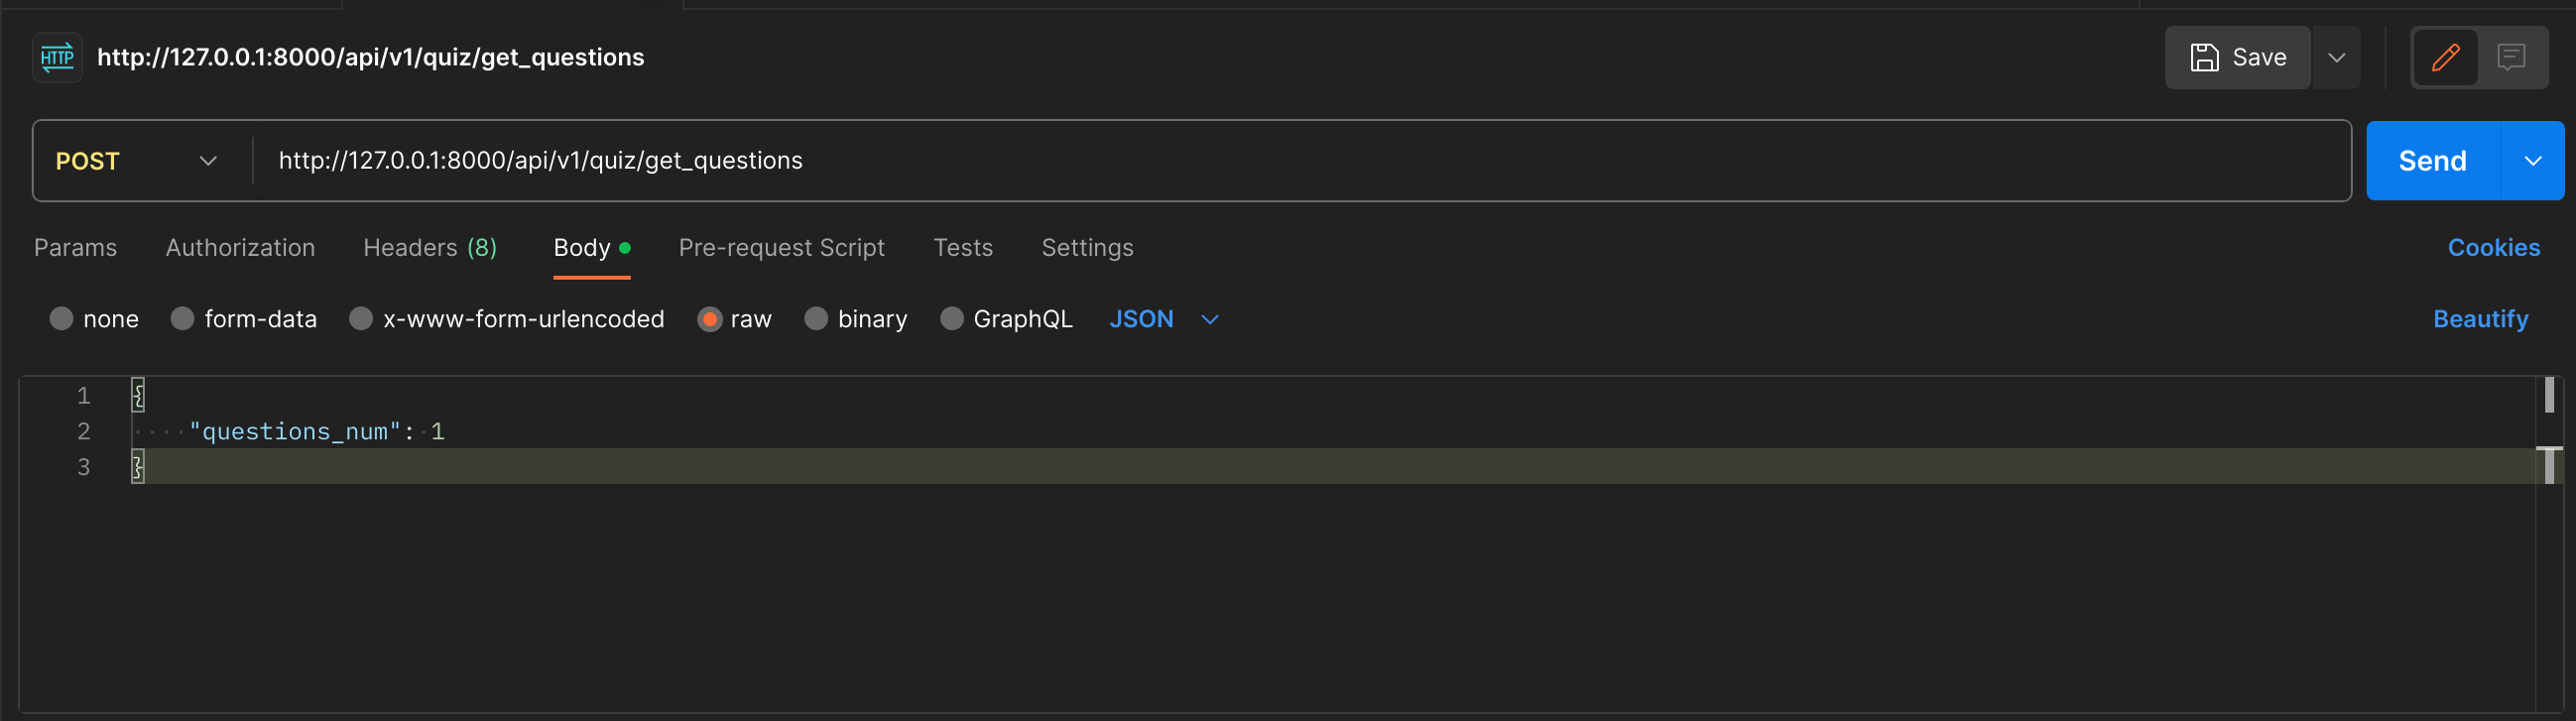 HTTP http://127.0.0.1:8000/api/v1/quiz/get_questions Save
POST http://127.0.0.1:8000/api/v1/quiz/get_questions Send
Params Authorization Headers (8) Body Pre-request Script Tests Settings Cookies
none form-data x-www-form-urlencoded raw binary GraphQL JSON Beautify
1 {
2 "questions_num": 1
3 }